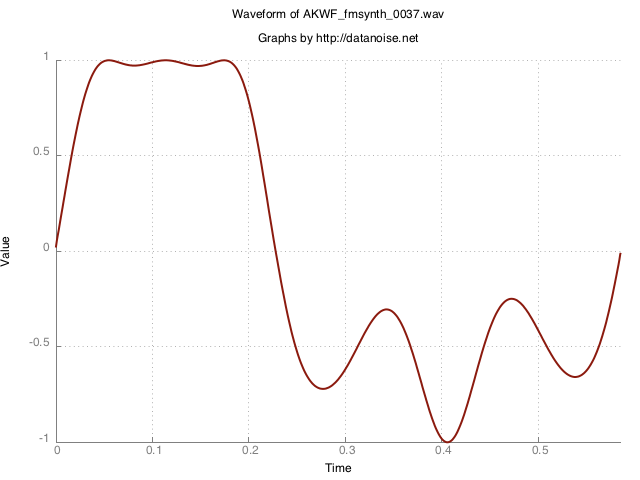 Waveform of AKWF_fmsynth_0037.wav
Graphs by http://datanoise.net
1
0.5
0
-0.5
-1
Value
0
0.1
0.2
0.3
0.4
0.5
Time